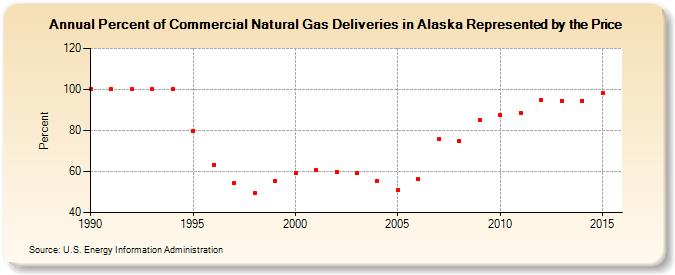 Annual Percent of Commercial Natural Gas Deliveries in Alaska Represented by the Price
120
100
80
60
40
Percent
1990 1995 2000 2005 2010 2015
Source: U.S. Energy Information Administration